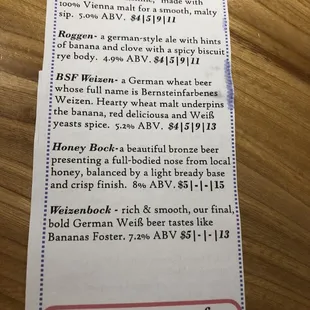 100% Vienna malt for a smooth, malty
sip. 5.0% ABV. $4|5|9|11
Roggen- a german-style ale with hints
of banana and clove with a spicy biscuit
rye body. 4.9% ABV. $4|5|9|11
BSF Weizen- a German wheat beer
whose full name is Bernsteinfarbenes
Weizen. Hearty wheat malt underpins
the banana, red deliciousa and Weiß
yeasts spice. 5.2% ABV. $4|5|9|13
Honey Bock- a beautiful bronze beer
presenting a full-bodied nose from local
honey, balanced by a light bready base
and crisp finish. 8% ABV. $5|-|-|15
Weizenbock - rich & smooth, our final,
bold German Weiß beer tastes like
Bananas Foster. 7.2% ABV $5|-|-|13